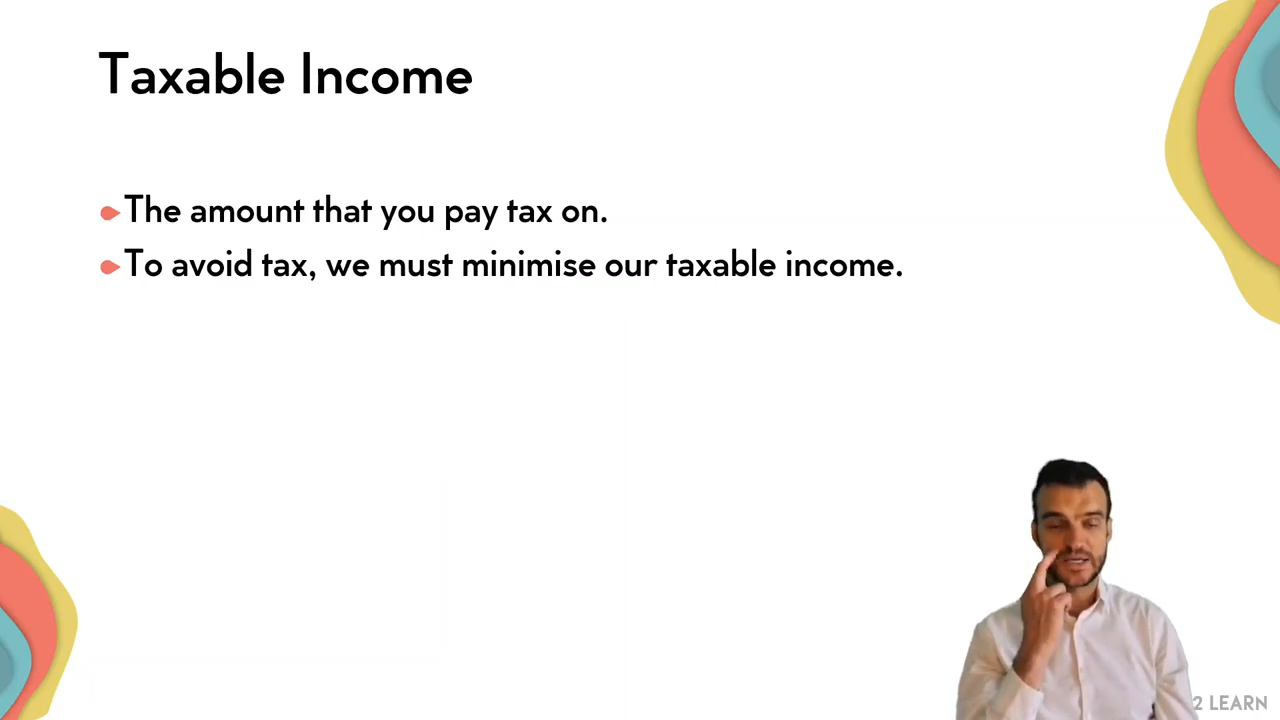 Taxable Income
The amount that you pay tax on.
To avoid tax, we must minimise our taxable income.
2 LEARN